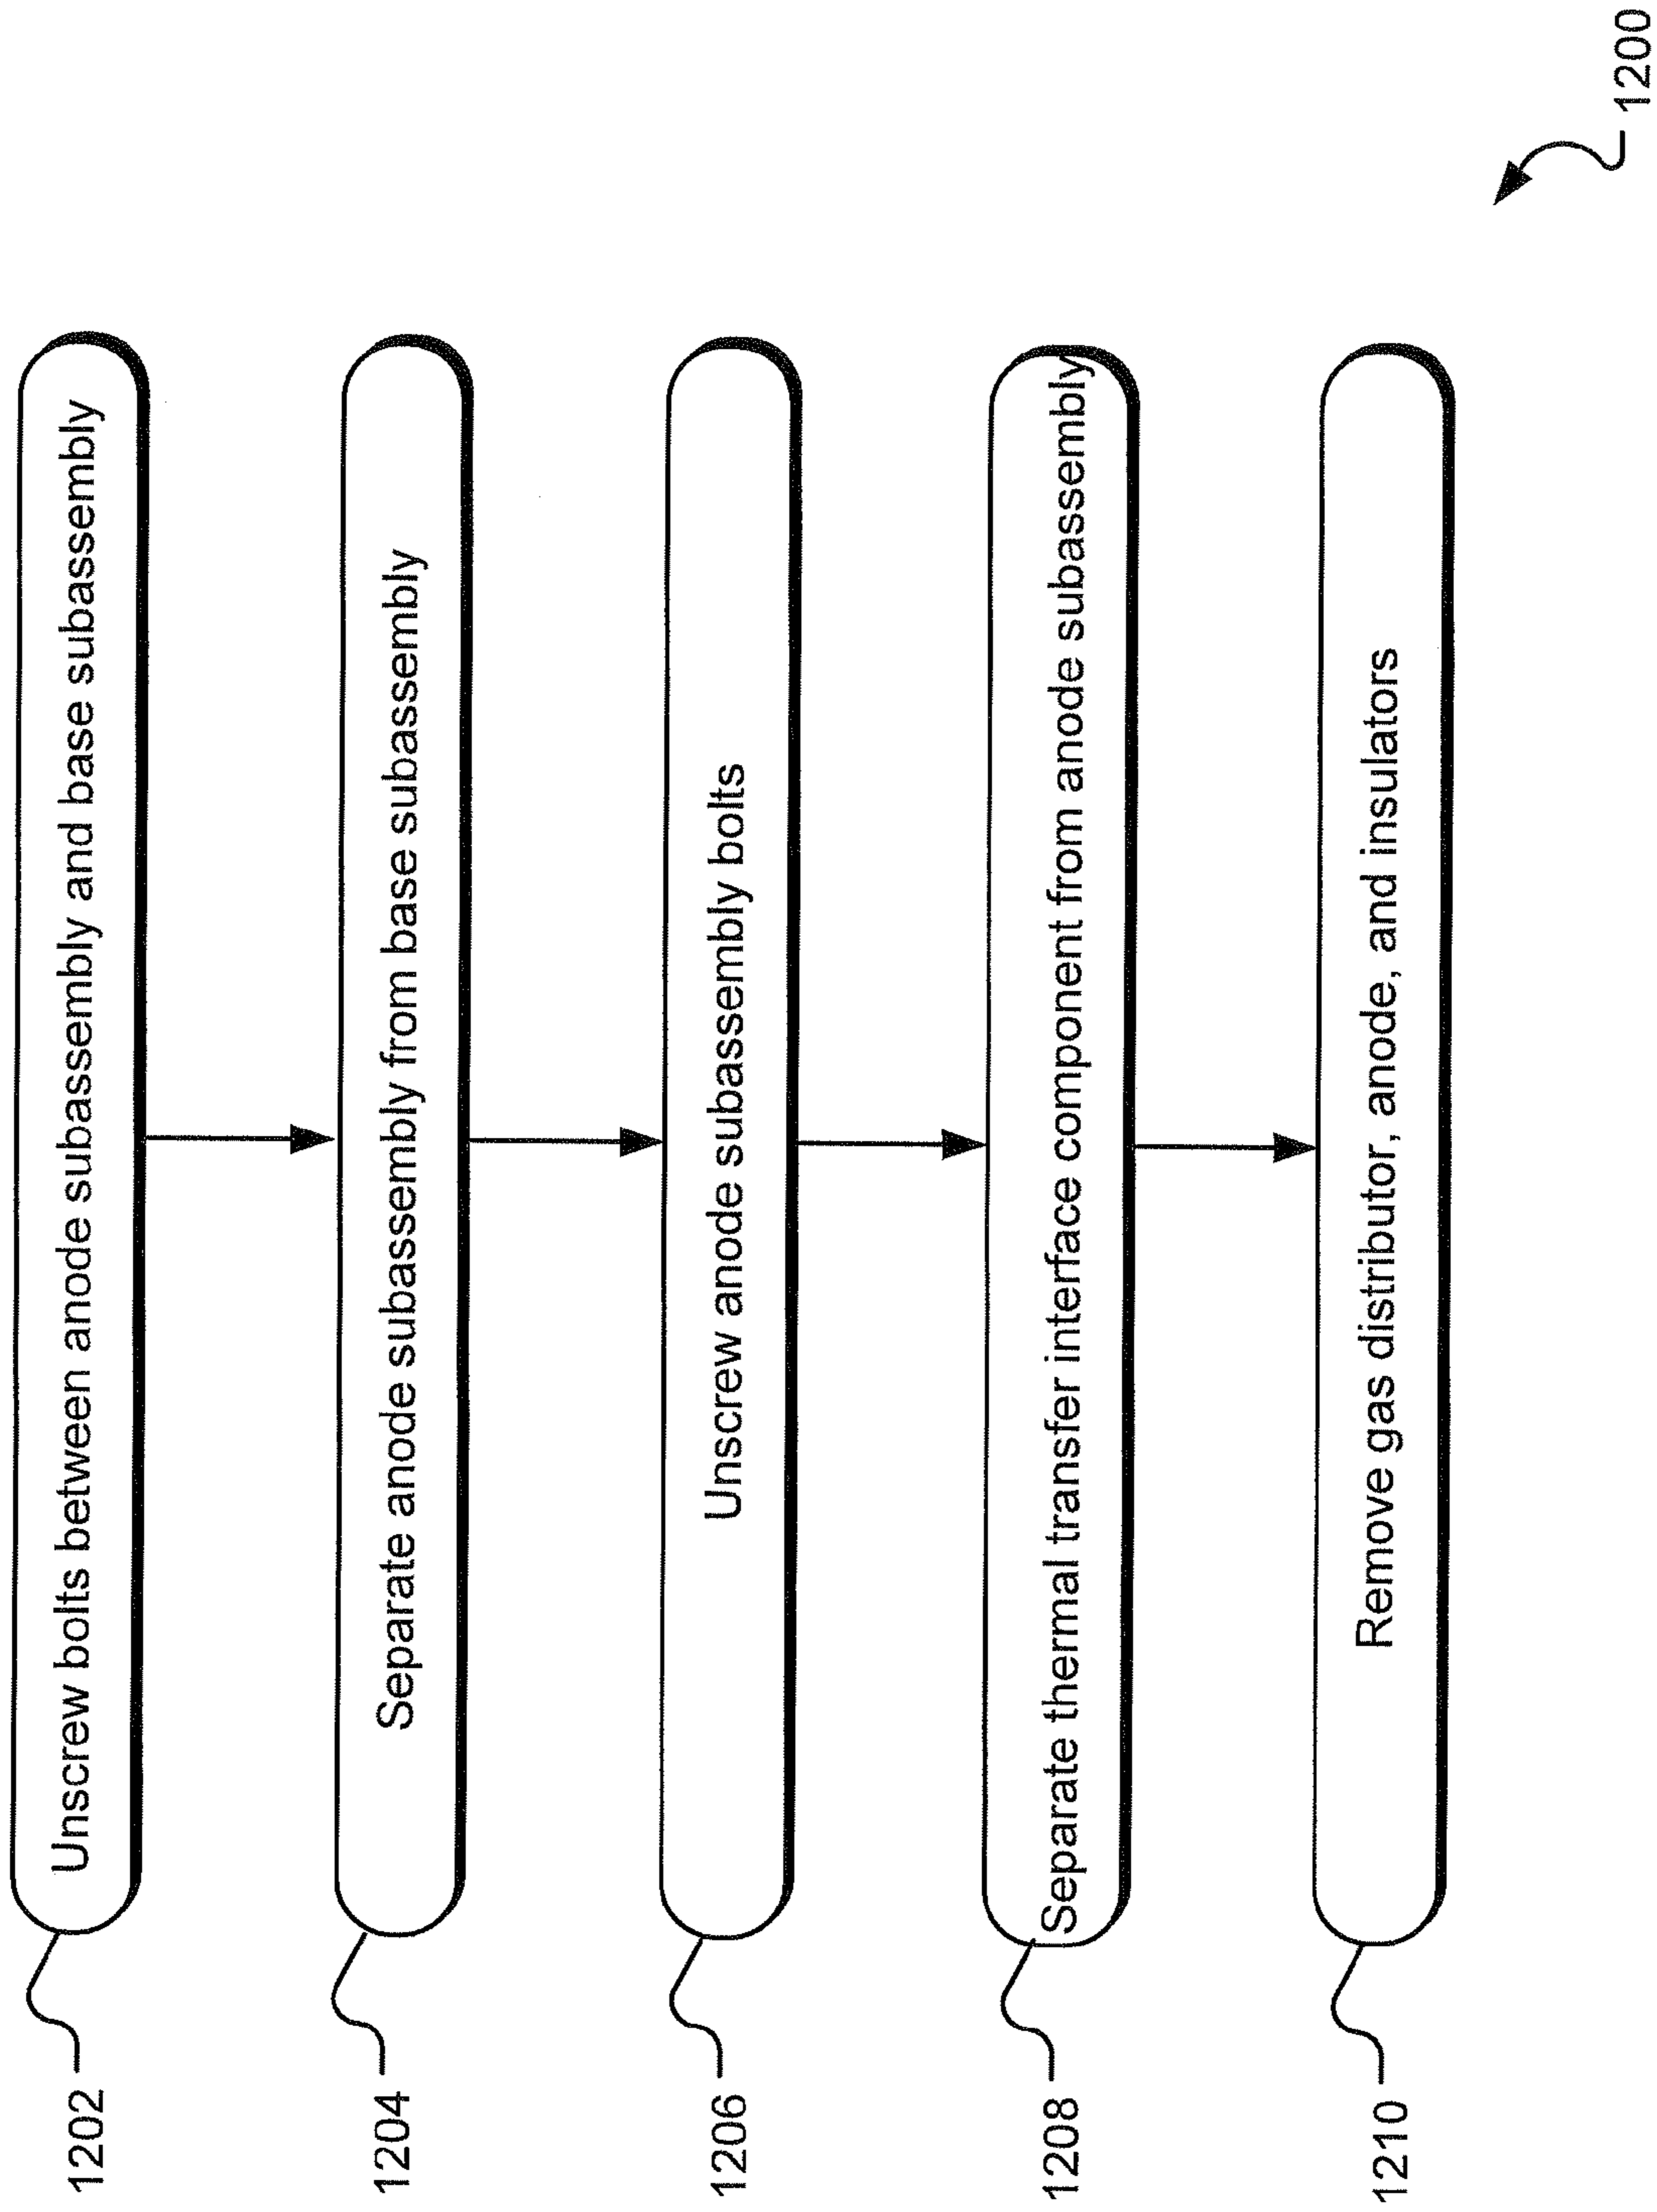 1202
Unscrew bolts between anode subassembly and base subassembly
1204
Separate anode subassembly from base subassembly
1206
Unscrew anode subassembly bolts
1208
Separate thermal transfer interface component from anode subassembly
1210
Remove gas distributor, anode, and insulators
1200